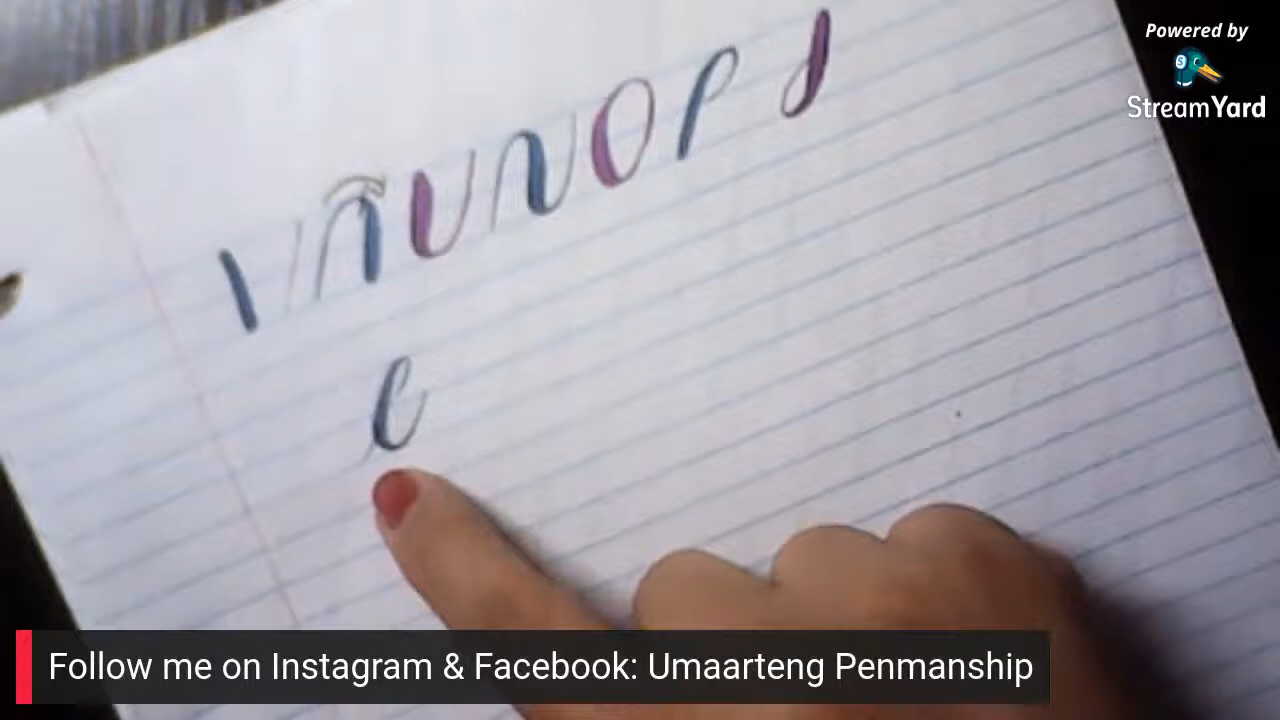 Powered by
StreamYard
e
Follow me on Instagram & Facebook: Umaarteng Penmanship